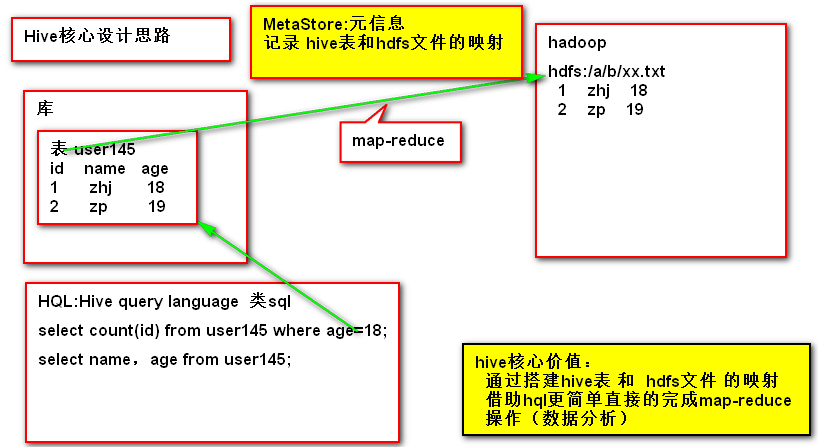 Hive核心设计思路
MetaStore:元信息
记录 hive表和hdfs文件的映射
hadoop
hdfs:/a/b/xx.txt
1 zhj 18
2 zp 19
map-reduce
库
表 user145
id name age
1 zhj 18
2 zp 19
HQL:Hive query language 类sql
select count(id) from user145 where age=18;
select name，age from user145;
hive核心价值：
通过搭建hive表 和 hdfs文件 的映射
借助hql更简单直接的完成map-reduce
操作（数据分析）